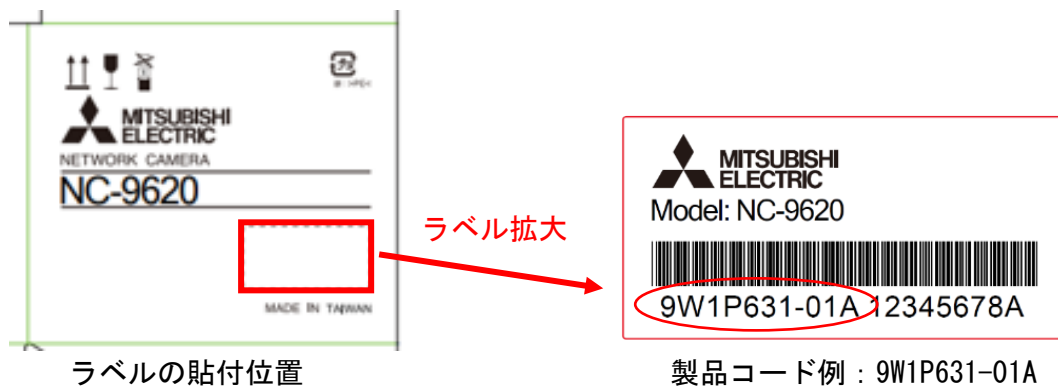 MITSUBISHI
ELECTRIC
NETWORK CAMERA
NC-9620
MADE IN TAIWAN
ラベルの貼付位置
ラベル拡大
MITSUBISHI
ELECTRIC
Model: NC-9620
9W1P631-01A 12345678A
製品コード例：9W1P631-01A